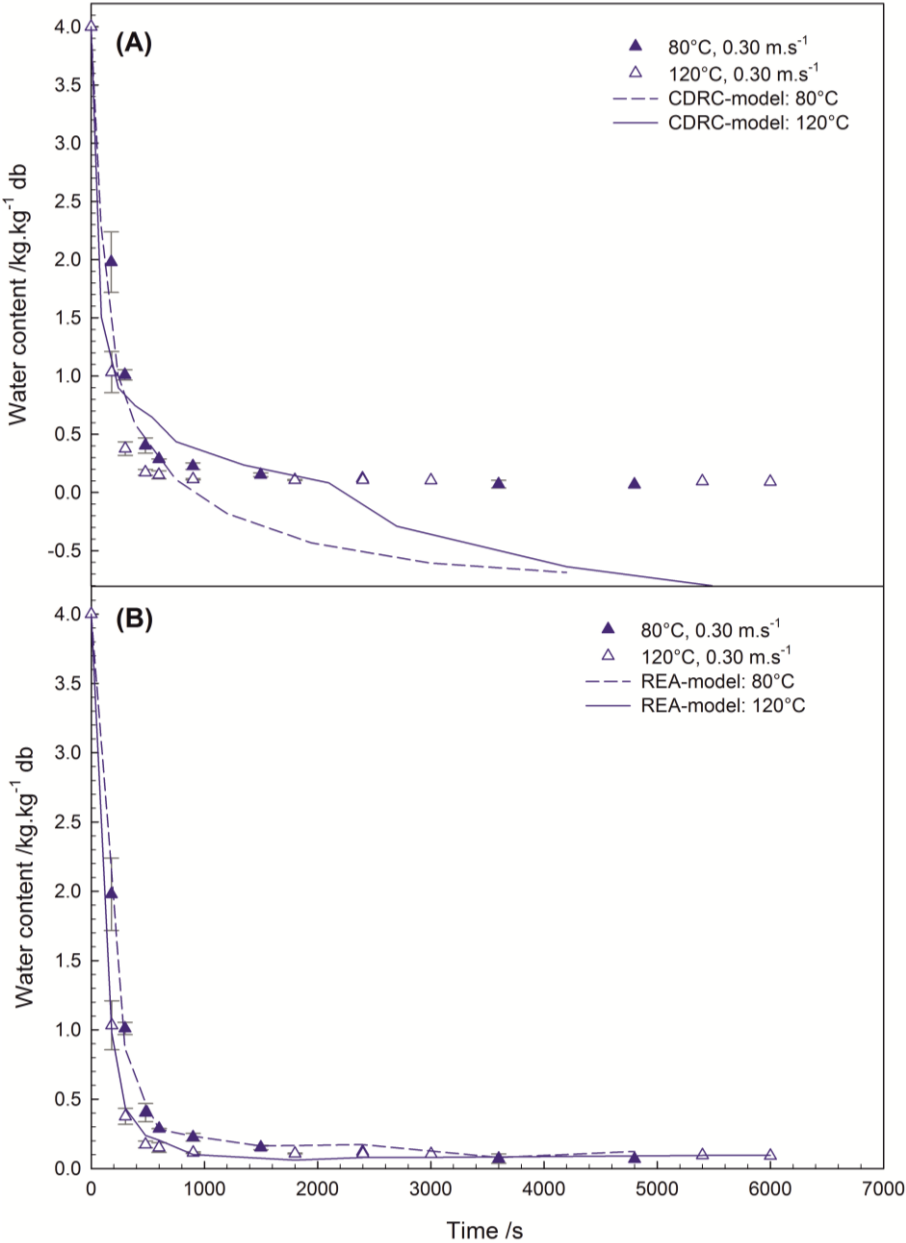 (A)
80°C, 0.30 m.s⁻¹
120°C, 0.30 m.s⁻¹
CDRC-model: 80°C
CDRC-model: 120°C
Water content /kg.kg⁻¹ db
4.0
3.5
3.0
2.5
2.0
1.5
1.0
0.5
0.0
-0.5
(B)
80°C, 0.30 m.s⁻¹
120°C, 0.30 m.s⁻¹
REA-model: 80°C
REA-model: 120°C
Water content /kg.kg⁻¹ db
4.0
3.5
3.0
2.5
2.0
1.5
1.0
0.5
0.0
0 1000 2000 3000 4000 5000 6000 7000
Time /s